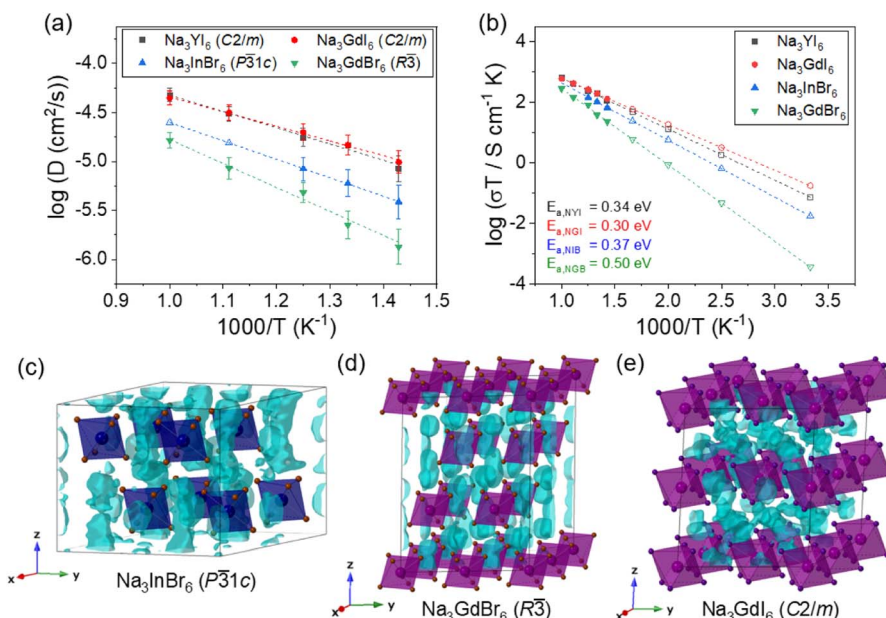 (a)
Na₃YI₆ (C2/m) Na₃GdI₆ (C2/m)
Na₃InBr₆ (P3̅1c) Na₃GdBr₆ (R3̅)
log (D (cm²/s))
-4.0
-4.5
-5.0
-5.5
-6.0
0.9 1.0 1.1 1.2 1.3 1.4 1.5
1000/T (K⁻¹)
(b)
Na₃YI₆
Na₃GdI₆
Na₃InBr₆
Na₃GdBr₆
log (σT / S cm⁻¹ K)
6
4
2
0
-2
-4
Eₐ,NYI = 0.34 eV
Eₐ,NGI = 0.30 eV
Eₐ,NIB = 0.37 eV
Eₐ,NGB = 0.50 eV
1.0 1.5 2.0 2.5 3.0 3.5
1000/T (K⁻¹)
(c)
z
x y
Na₃InBr₆ (P3̅1c)
(d)
z
x y
Na₃GdBr₆ (R3̅)
(e)
z
x y
Na₃GdI₆ (C2/m)